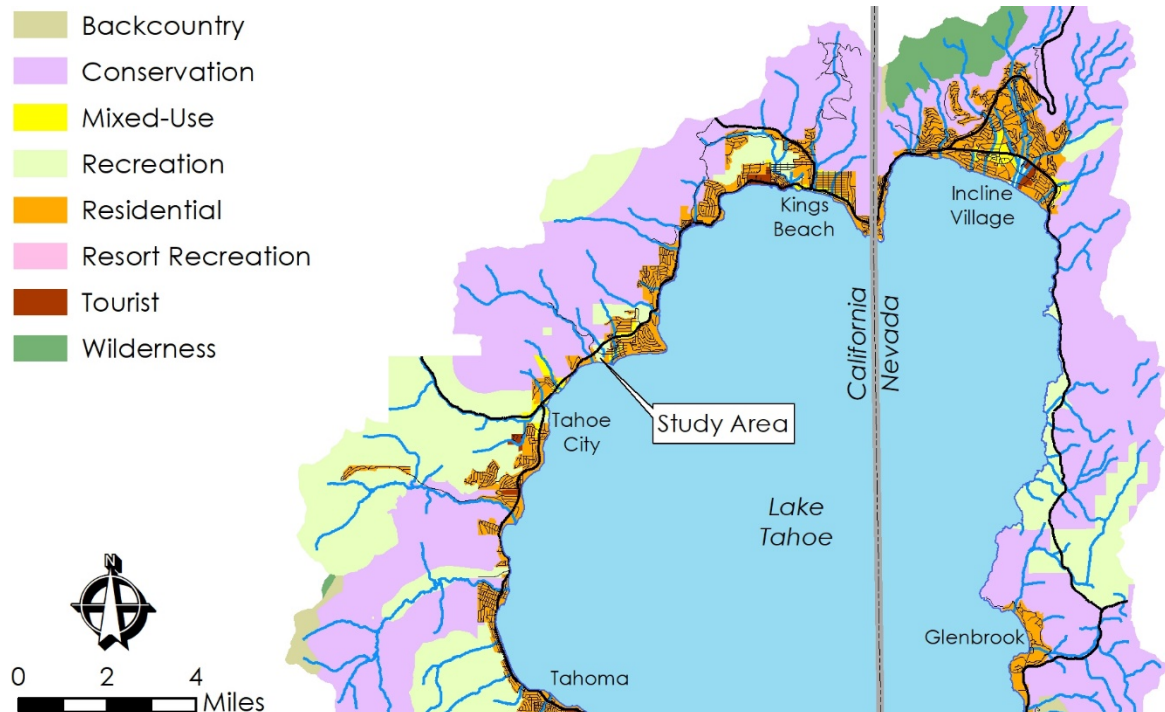 Backcountry
Conservation
Mixed-Use
Recreation
Residential
Resort Recreation
Tourist
Wilderness
Kings
Beach
Incline
Village
California
Nevada
Tahoe
City
Study Area
Lake
Tahoe
N
Glenbrook
Tahoma
0 2 4
Miles